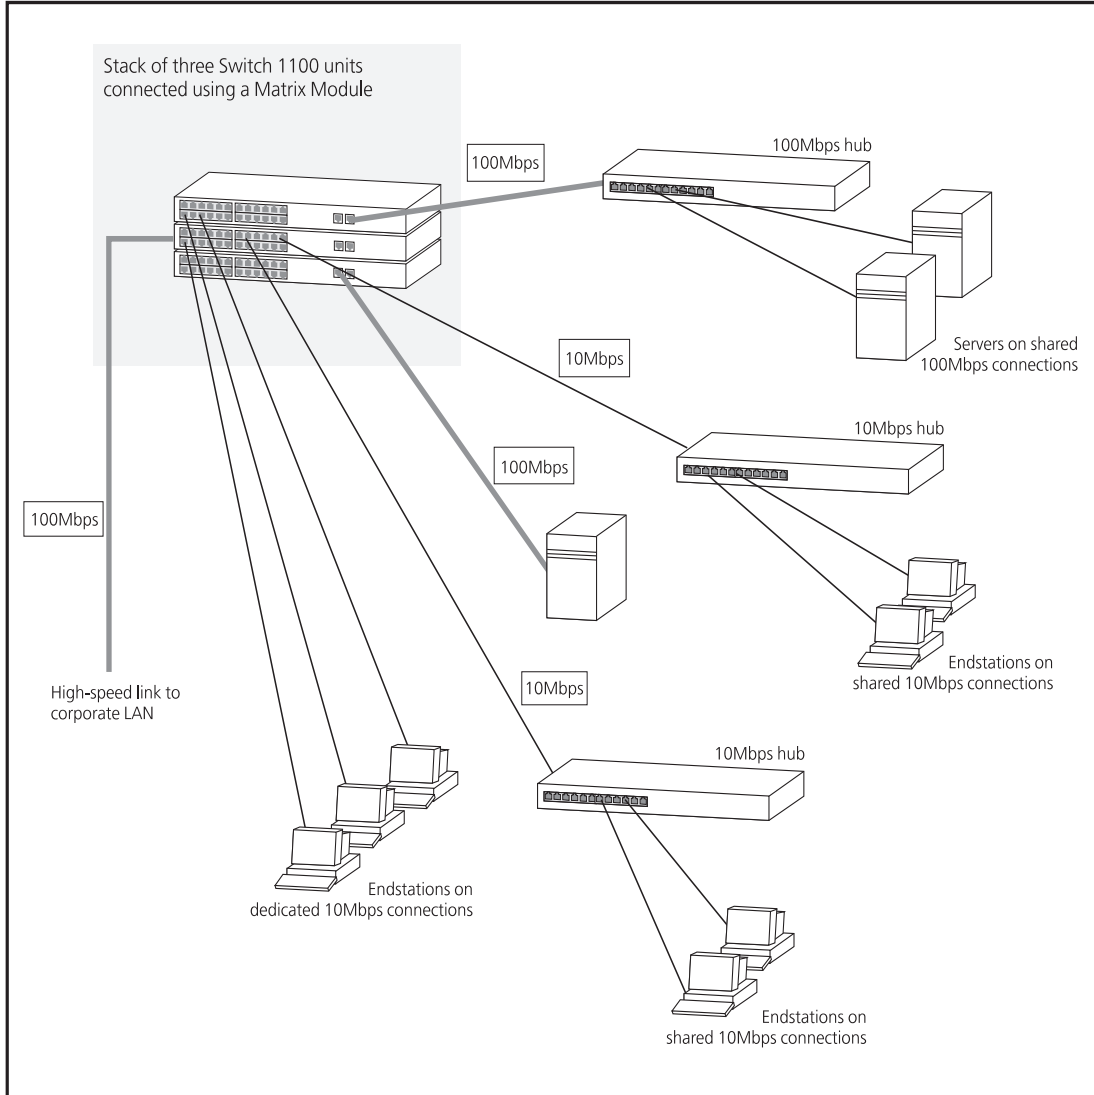 Stack of three Switch 1100 units
connected using a Matrix Module
100Mbps
100Mbps hub
Servers on shared
100Mbps connections
10Mbps
10Mbps hub
100Mbps
100Mbps
Endstations on
shared 10Mbps connections
High-speed link to
corporate LAN
10Mbps
10Mbps hub
Endstations on
dedicated 10Mbps connections
Endstations on
shared 10Mbps connections